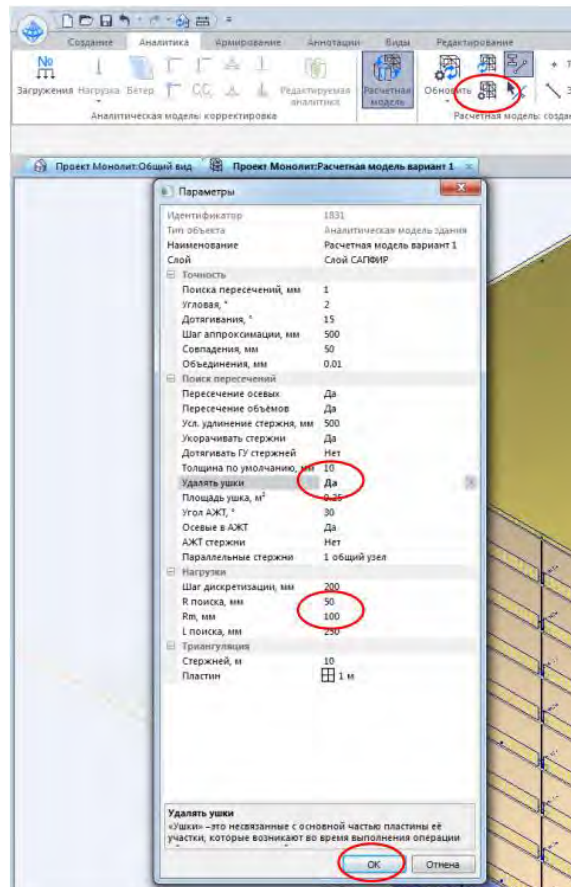 Создание Аналитика Армирование Аннотации Виды Редактирование
Загружения Нагрузка Ветер Редактируемая аналитика Расчетная модель Обновить
Аналитическая модель: корректировка Расчетная модель: созда
Проект Монолит:Общий вид Проект Монолит:Расчетная модель вариант 1
Параметры
Идентификатор 1831
Тип объекта Аналитическая модель здания
Наименование Расчетная модель вариант 1
Слой Слой САПФИР
Точность
Поиска пересечений, мм 1
Угловая, ° 2
Дотягивания, ° 15
Шаг аппроксимации, мм 500
Совпадения, мм 50
Объединения, мм 0.01
Поиск пересечений
Пересечение осевых Да
Пересечение объёмов Да
Усл. удлинение стержня, мм 500
Укорачивать стержни Да
Дотягивать ГУ стержней Нет
Толщина по умолчанию, мм 10
Удалять ушки Да
Площадь ушка, м² 0.25
Угол АЖТ, ° 30
Осевые в АЖТ Да
АЖТ стержни Нет
Параллельные стержни 1 общий узел
Нагрузки
Шаг дискретизации, мм 200
R поиска, мм 50
Rm, мм 100
L поиска, мм 250
Триангуляция
Стержней, м 10
Пластин 1 м
Удалять ушки
«Ушки» –это несвязанные с основной частью пластины её
участки, которые возникают во время выполнения операции
OK Отмена